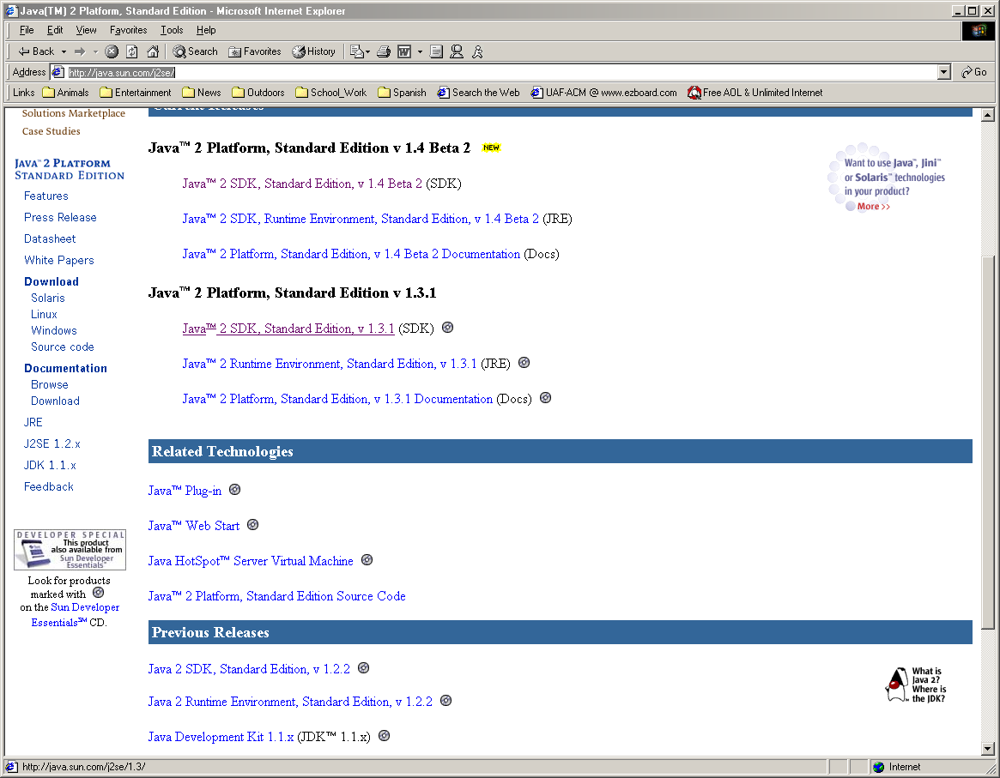 Java(TM) 2 Platform, Standard Edition - Microsoft Internet Explorer
File Edit View Favorites Tools Help
Back Search Favorites History
Address http://java.sun.com/j2se/ Go
Links Animals Entertainment News Outdoors School_Work Spanish Search the Web UAF-ACM @ www.ezboard.com Free AOL & Unlimited Internet
Solutions Marketplace
Case Studies
JAVA™ 2 PLATFORM
STANDARD EDITION
Features
Press Release
Datasheet
White Papers
Download
Solaris
Linux
Windows
Source code
Documentation
Browse
Download
JRE
J2SE 1.2.x
JDK 1.1.x
Feedback
DEVELOPER SPECIAL
This product
also available from
Sun Developer
Essentials™
Look for products
marked with
on the Sun Developer
Essentials℠ CD.
Current Releases
Java™ 2 Platform, Standard Edition v 1.4 Beta 2 NEW
Java™ 2 SDK, Standard Edition, v 1.4 Beta 2 (SDK)
Java™ 2 SDK, Runtime Environment, Standard Edition, v 1.4 Beta 2 (JRE)
Java™ 2 Platform, Standard Edition, v 1.4 Beta 2 Documentation (Docs)
Java™ 2 Platform, Standard Edition v 1.3.1
Java™ 2 SDK, Standard Edition, v 1.3.1 (SDK)
Java™ 2 Runtime Environment, Standard Edition, v 1.3.1 (JRE)
Java™ 2 Platform, Standard Edition, v 1.3.1 Documentation (Docs)
Related Technologies
Java™ Plug-in
Java™ Web Start
Java HotSpot™ Server Virtual Machine
Java™ 2 Platform, Standard Edition Source Code
Previous Releases
Java 2 SDK, Standard Edition, v 1.2.2
Java 2 Runtime Environment, Standard Edition, v 1.2.2
Java Development Kit 1.1.x (JDK™ 1.1.x)
Want to use Java™, Jini™
or Solaris™ technologies
in your product?
More >>
What is
Java 2?
Where is
the JDK?
http://java.sun.com/j2se/1.3/ Internet